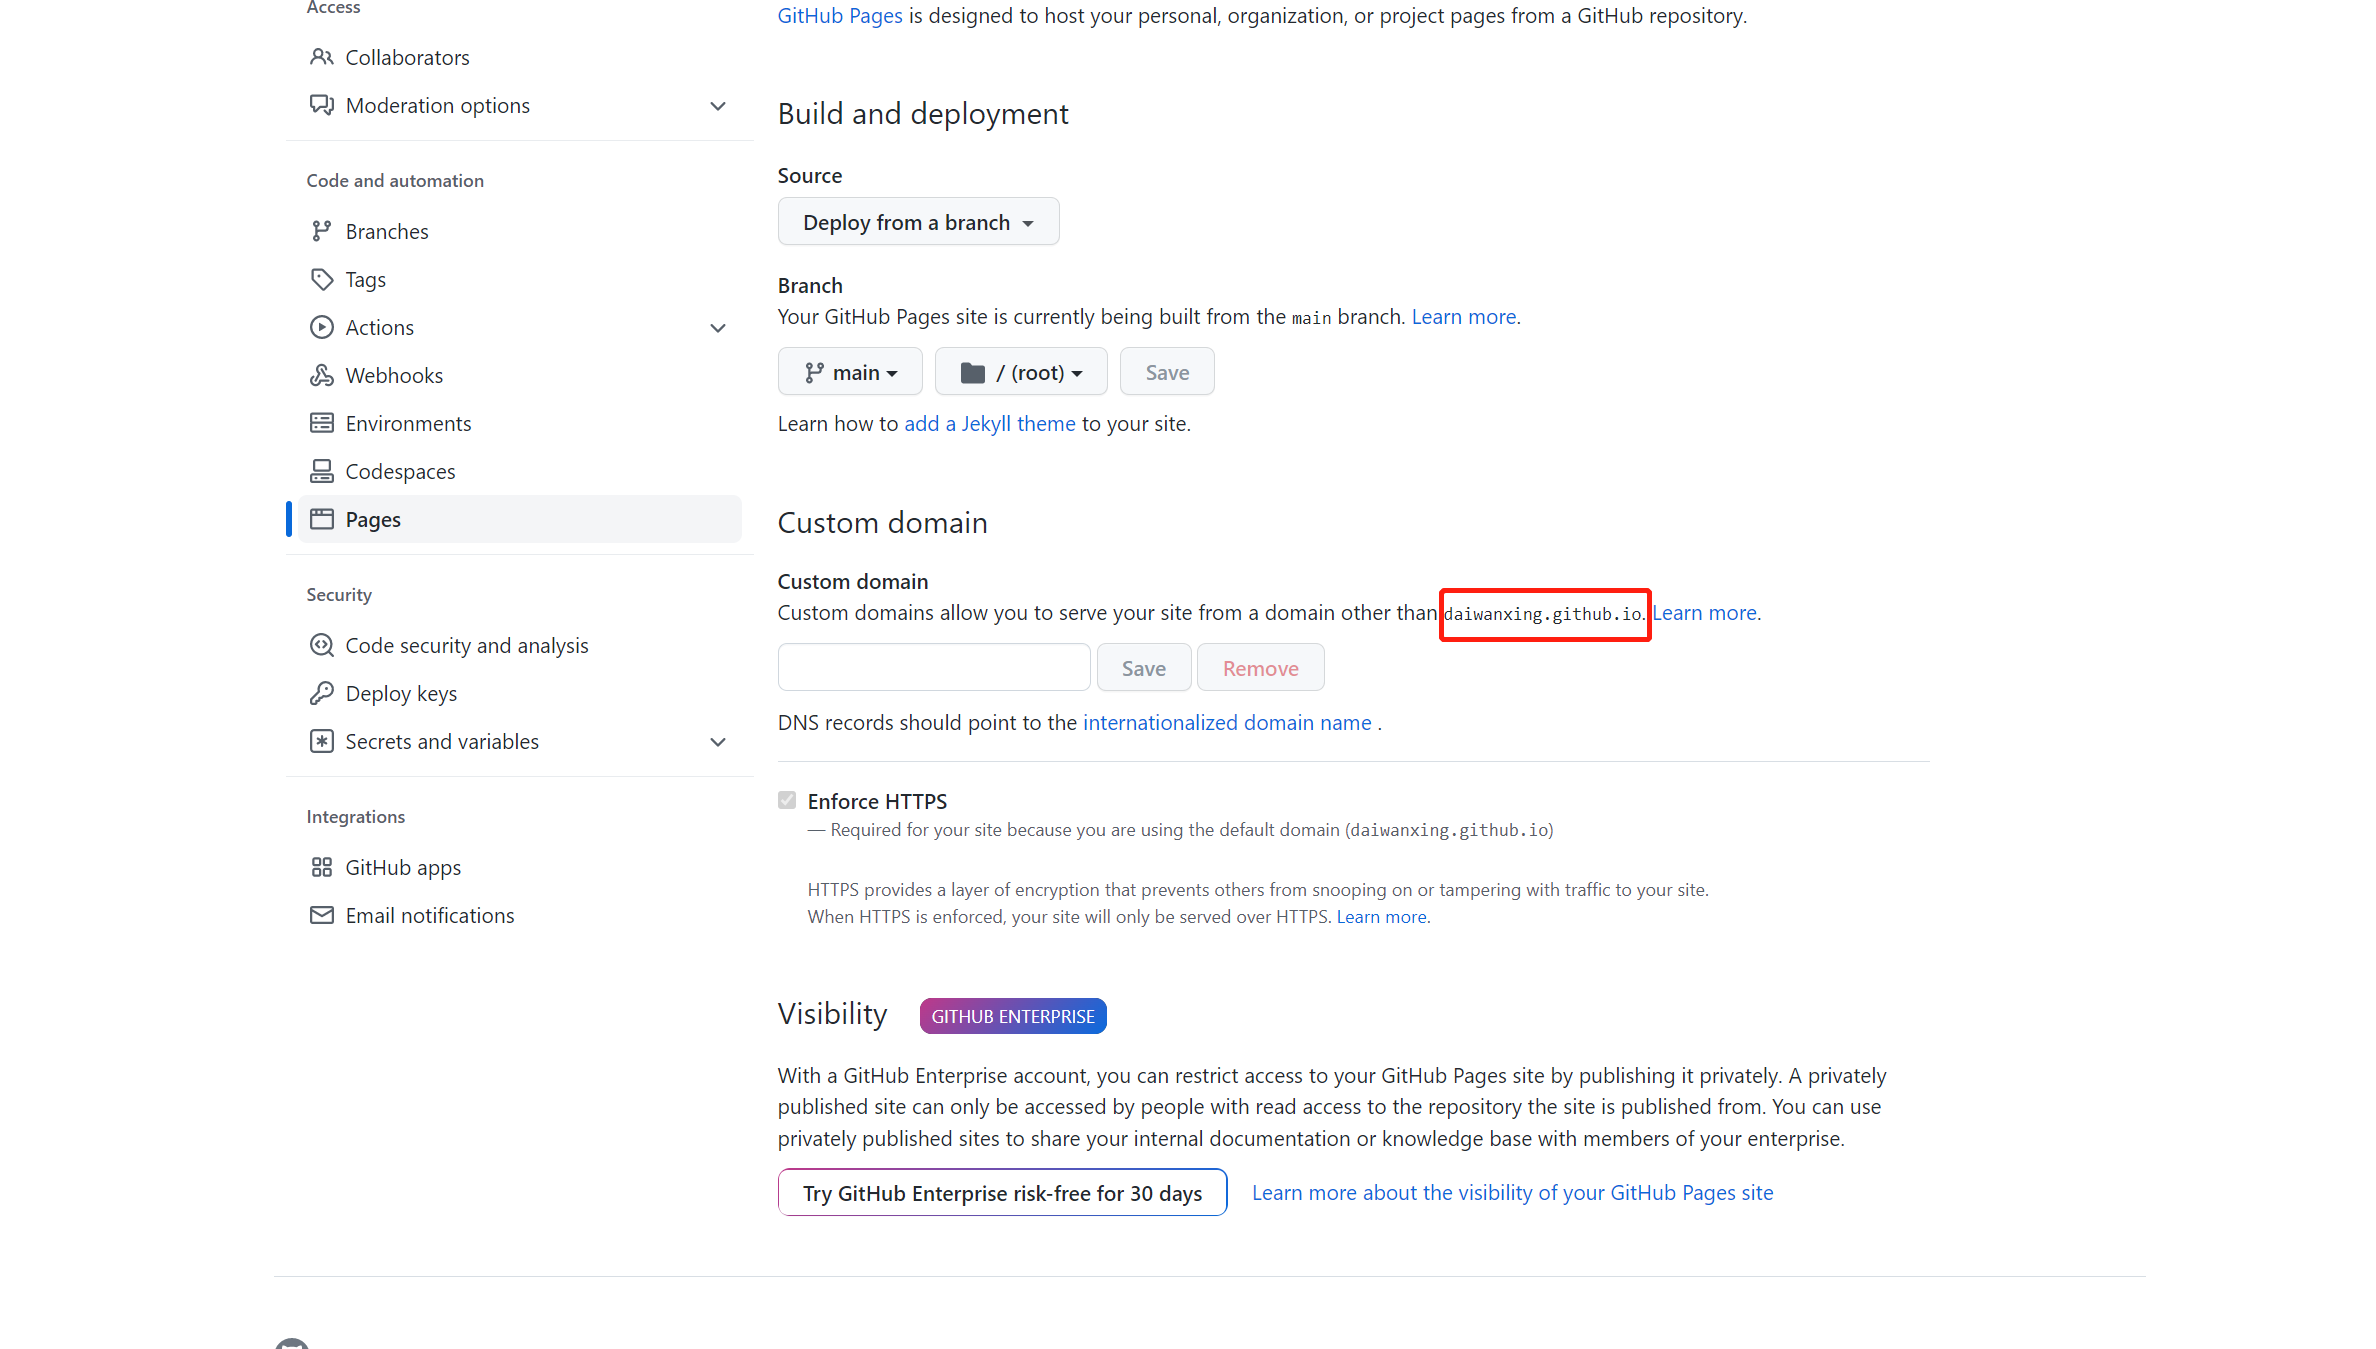 Access
Collaborators
Moderation options
Code and automation
Branches
Tags
Actions
Webhooks
Environments
Codespaces
Pages
Security
Code security and analysis
Deploy keys
Secrets and variables
Integrations
GitHub apps
Email notifications
GitHub Pages is designed to host your personal, organization, or project pages from a GitHub repository.
Build and deployment
Source
Deploy from a branch
Branch
Your GitHub Pages site is currently being built from the main branch. Learn more.
main / (root) Save
Learn how to add a Jekyll theme to your site.
Custom domain
Custom domain
Custom domains allow you to serve your site from a domain other than daiwanxing.github.io. Learn more.
Save Remove
DNS records should point to the internationalized domain name .
Enforce HTTPS
— Required for your site because you are using the default domain (daiwanxing.github.io)
HTTPS provides a layer of encryption that prevents others from snooping on or tampering with traffic to your site.
When HTTPS is enforced, your site will only be served over HTTPS. Learn more.
Visibility GITHUB ENTERPRISE
With a GitHub Enterprise account, you can restrict access to your GitHub Pages site by publishing it privately. A privately
published site can only be accessed by people with read access to the repository the site is published from. You can use
privately published sites to share your internal documentation or knowledge base with members of your enterprise.
Try GitHub Enterprise risk-free for 30 days Learn more about the visibility of your GitHub Pages site